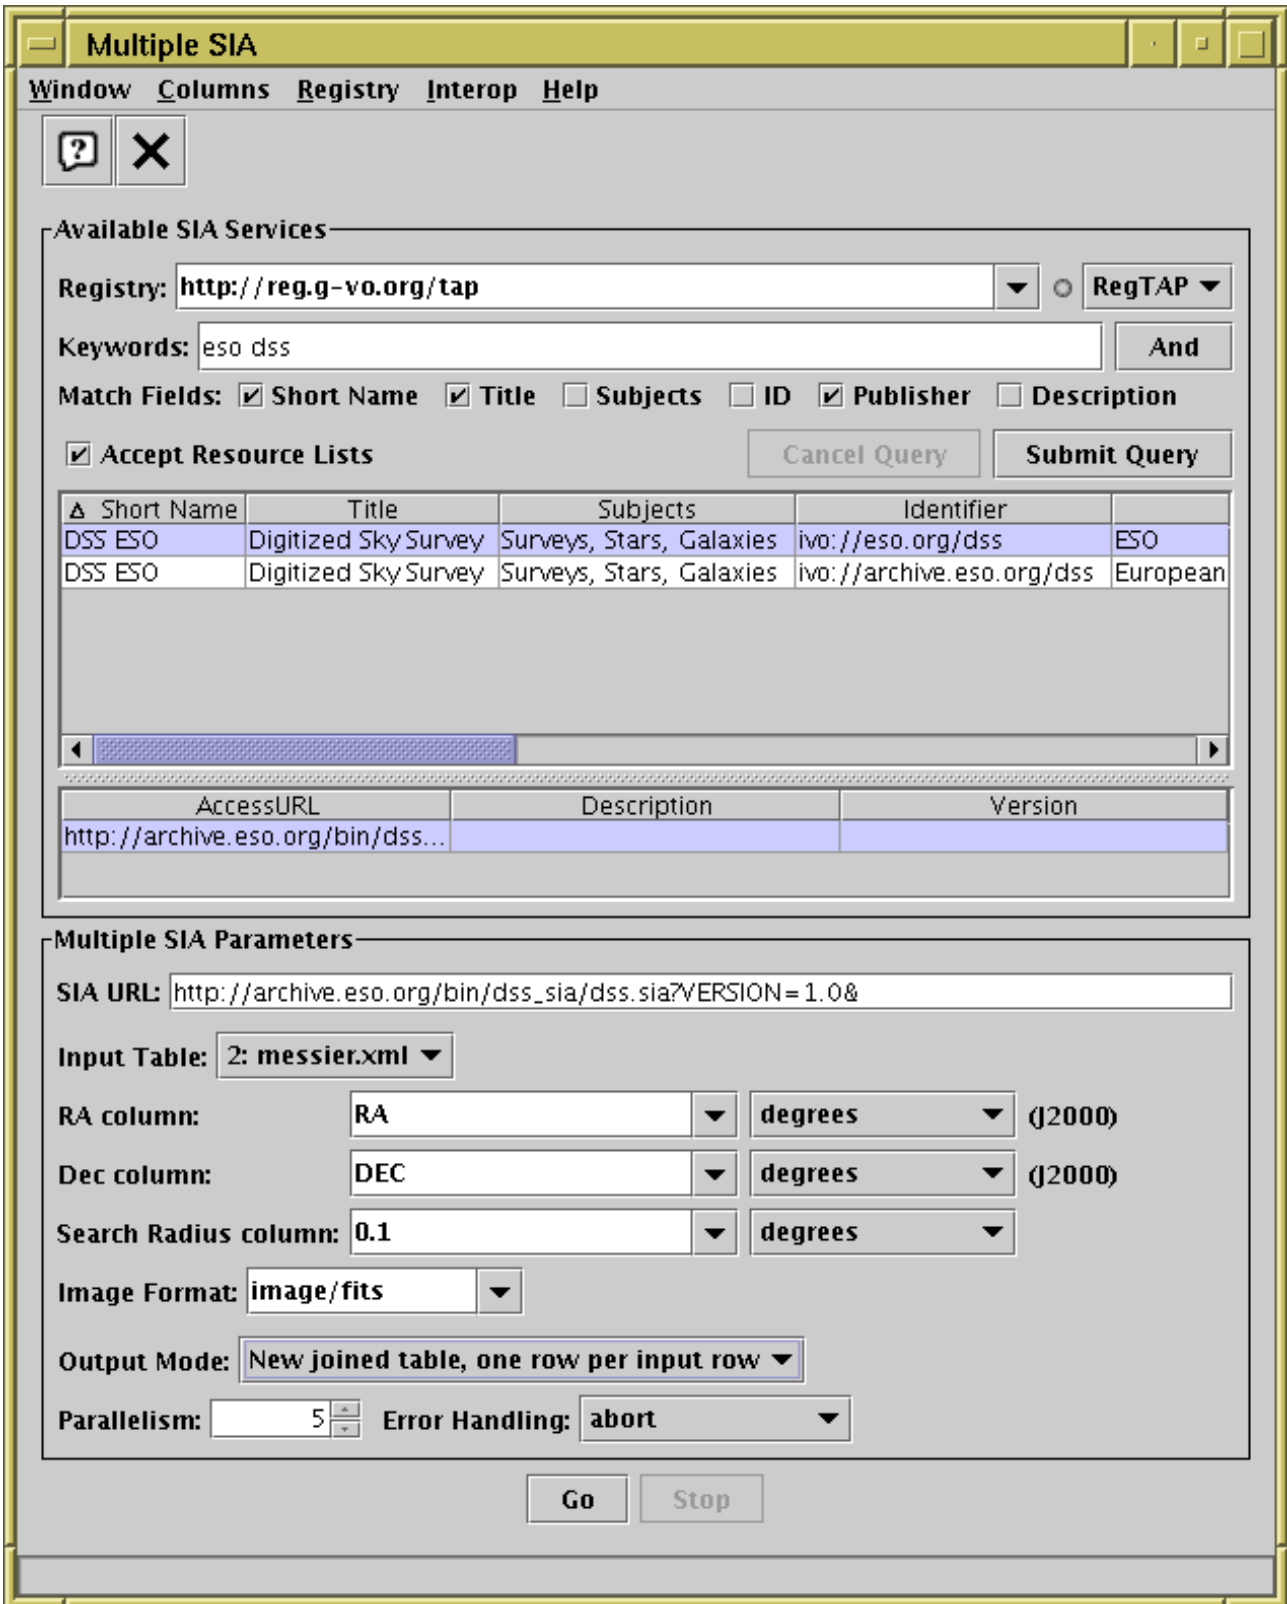 Multiple SIA
Window Columns Registry Interop Help
Available SIA Services
Registry: http://reg.g-vo.org/tap RegTAP
Keywords: eso dss And
Match Fields: Short Name Title Subjects ID Publisher Description
Accept Resource Lists Cancel Query Submit Query
Short Name Title Subjects Identifier
DSS ESO Digitized Sky Survey Surveys, Stars, Galaxies ivo://eso.org/dss ESO
DSS ESO Digitized Sky Survey Surveys, Stars, Galaxies ivo://archive.eso.org/dss European
AccessURL Description Version
http://archive.eso.org/bin/dss...
Multiple SIA Parameters
SIA URL: http://archive.eso.org/bin/dss_sia/dss.sia?VERSION=1.0&
Input Table: 2: messier.xml
RA column: RA degrees (J2000)
Dec column: DEC degrees (J2000)
Search Radius column: 0.1 degrees
Image Format: image/fits
Output Mode: New joined table, one row per input row
Parallelism: 5 Error Handling: abort
Go Stop